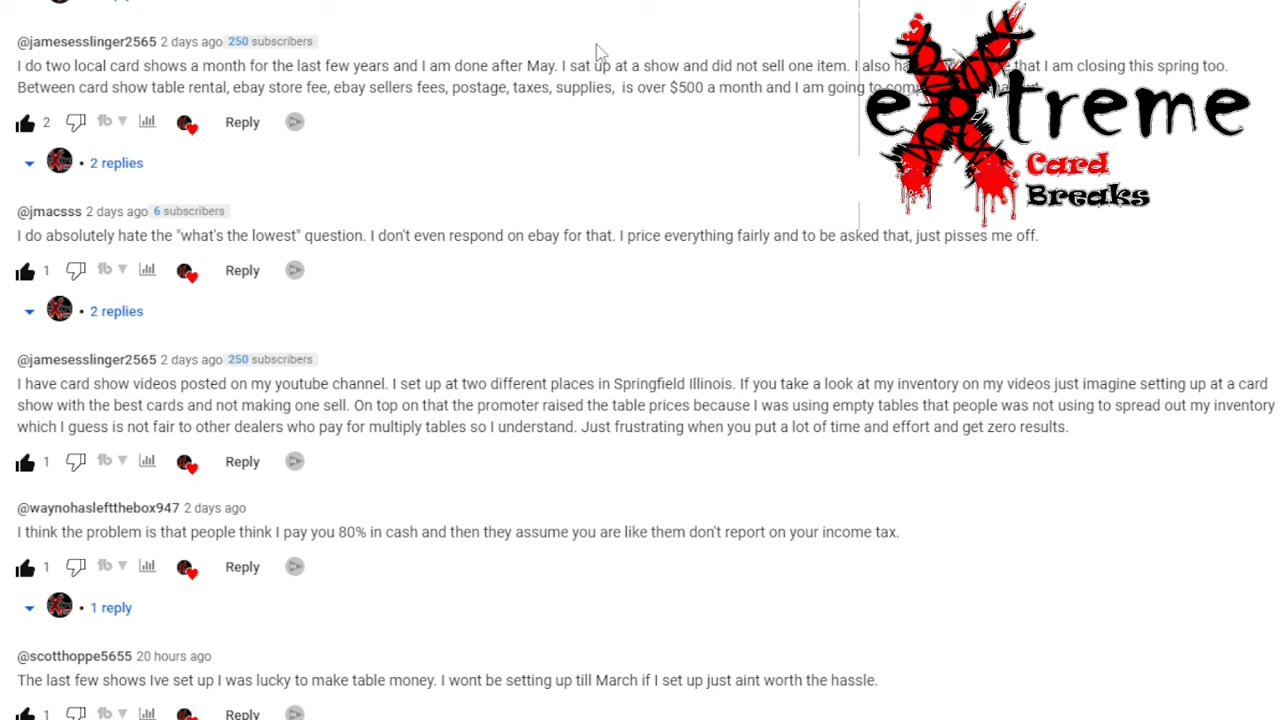 @jamesesslinger2565 2 days ago 250 subscribers
I do two local card shows a month for the last few years and I am done after May. I sat up at a show and did not sell one item. I also that I am closing this spring too.
Between card show table rental, ebay store fee, ebay sellers fees, postage, taxes, supplies, is over $500 a month and I am going to
2 Reply
2 replies
@jmacsss 2 days ago 6 subscribers
I do absolutely hate the "what's the lowest" question. I don't even respond on ebay for that. I price everything fairly and to be asked that, just pisses me off.
1 Reply
2 replies
@jamesesslinger2565 2 days ago 250 subscribers
I have card show videos posted on my youtube channel. I set up at two different places in Springfield Illinois. If you take a look at my inventory on my videos just imagine setting up at a card
show with the best cards and not making one sell. On top on that the promoter raised the table prices because I was using empty tables that people was not using to spread out my inventory
which I guess is not fair to other dealers who pay for multiply tables so I understand. Just frustrating when you put a lot of time and effort and get zero results.
1 Reply
@waynohasleftthebox947 2 days ago
I think the problem is that people think I pay you 80% in cash and then they assume you are like them don't report on your income tax.
1 Reply
1 reply
@scotthoppe5655 20 hours ago
The last few shows Ive set up I was lucky to make table money. I wont be setting up till March if I set up just aint worth the hassle.
1 Reply
eXtreme
Card
Breaks